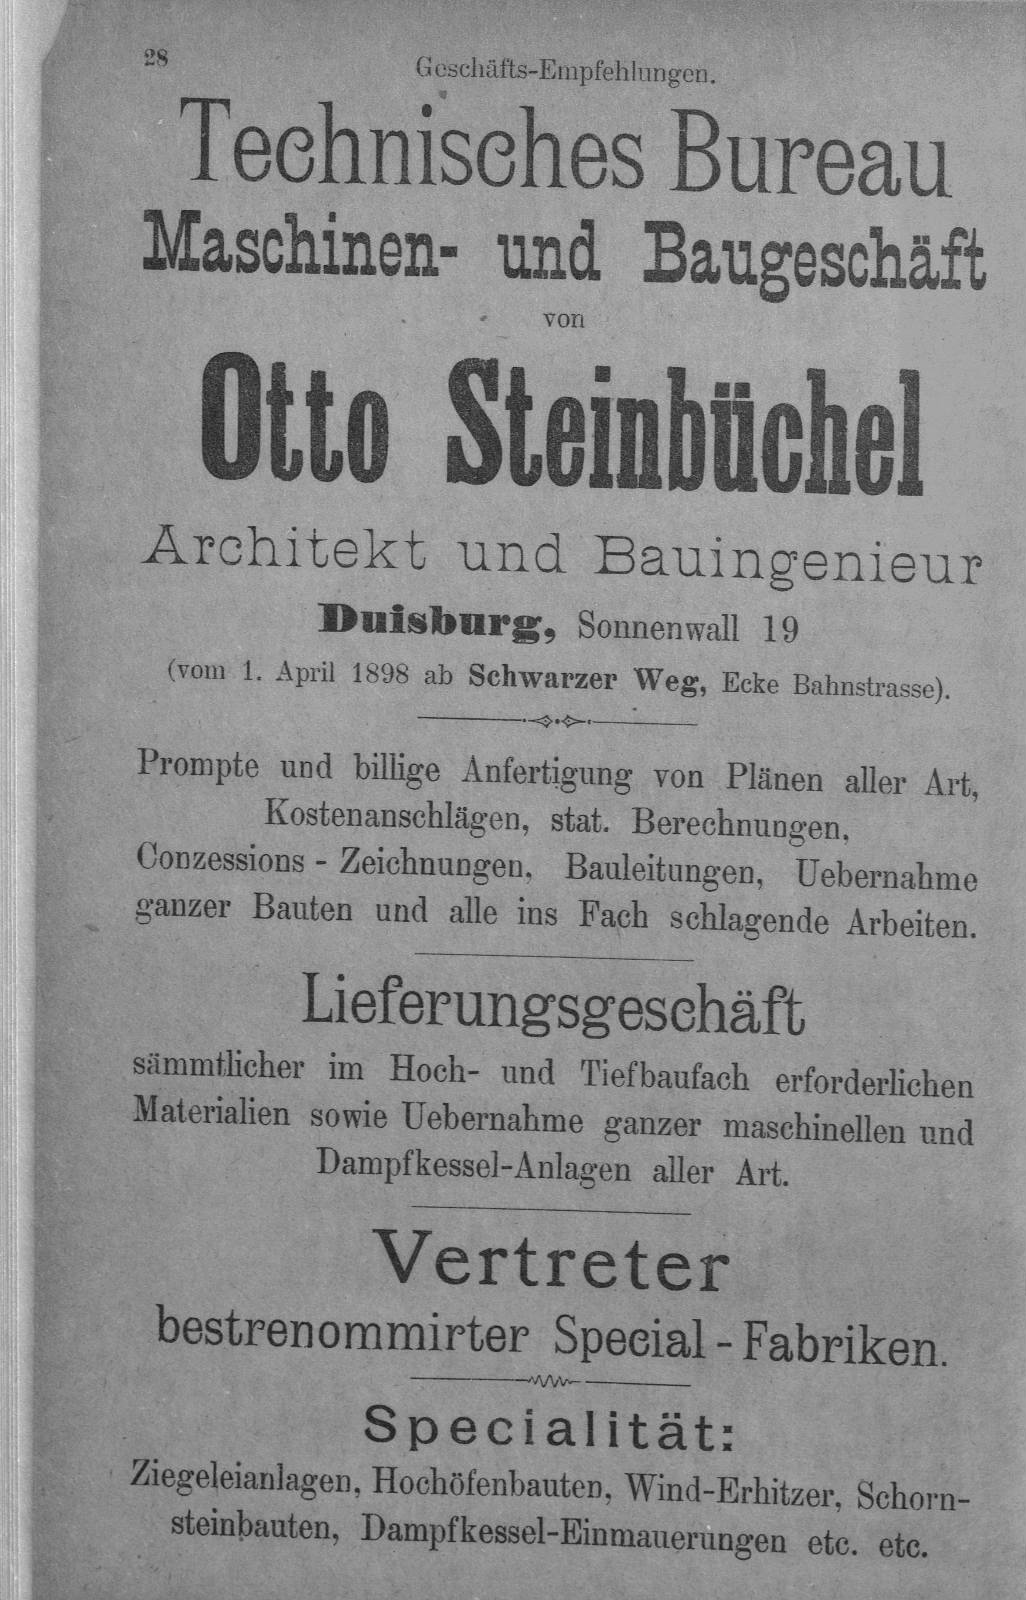 28
Geschäfts-Empfehlungen.
Technisches Bureau
Maschinen- und Baugeschäft
von
Otto Steinbüchel
Architekt und Bauingenieur
Duisburg, Sonnenwall 19
(vom 1. April 1898 ab Schwarzer Weg, Ecke Bahnstrasse).
Prompte und billige Anfertigung von Plänen aller Art,
Kostenanschlägen, stat. Berechnungen,
Conzessions - Zeichnungen, Bauleitungen, Uebernahme
ganzer Bauten und alle ins Fach schlagende Arbeiten.
Lieferungsgeschäft
sämmtlicher im Hoch- und Tiefbaufach erforderlichen
Materialien sowie Uebernahme ganzer maschinellen und
Dampfkessel-Anlagen aller Art.
Vertreter
bestrenommirter Special - Fabriken.
Specialität:
Ziegeleianlagen, Hochöfenbauten, Wind-Erhitzer, Schorn-
steinbauten, Dampfkessel-Einmauerungen etc. etc.